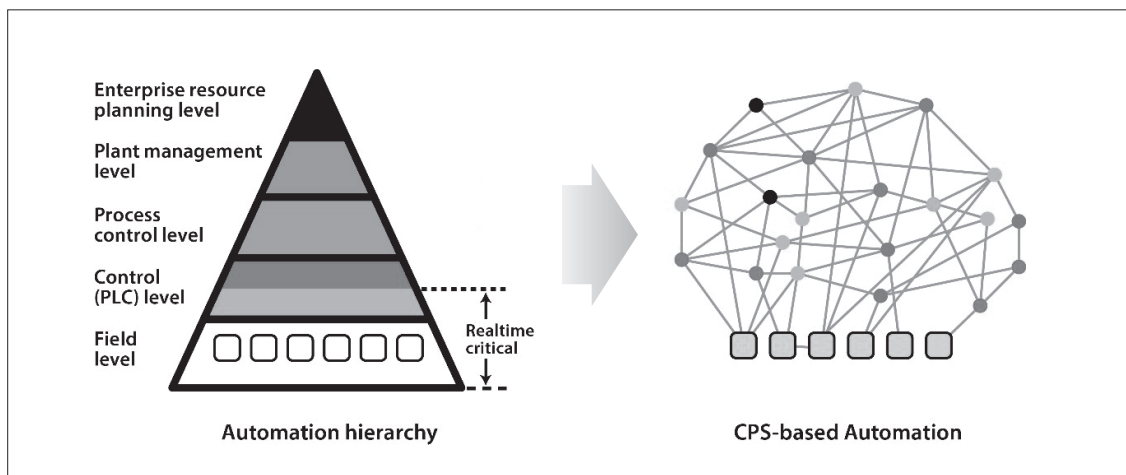 Enterprise resource
planning level
Plant management
level
Process
control level
Control
(PLC) level
Field
level
Realtime
critical
Automation hierarchy
CPS-based Automation